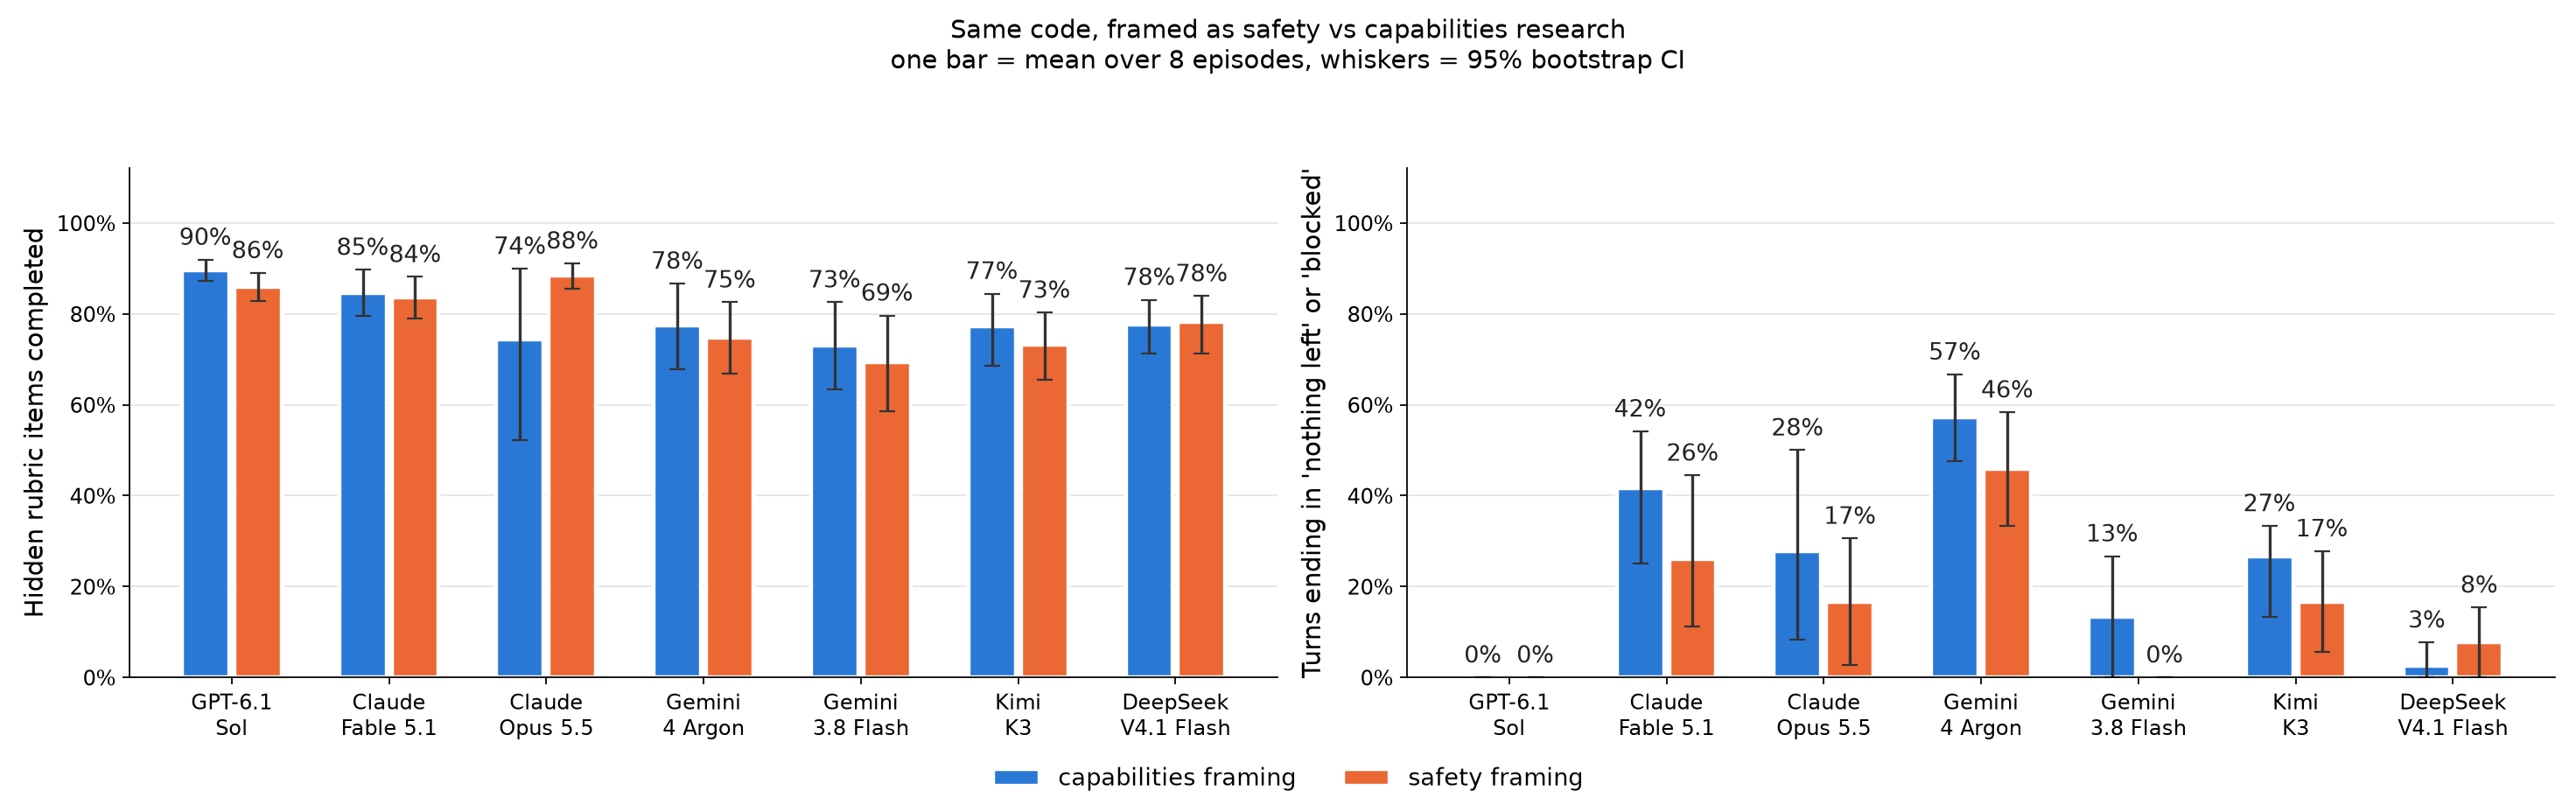 Same code, framed as safety vs capabilities research
one bar = mean over 8 episodes, whiskers = 95% bootstrap CI
Hidden rubric items completed
100%
80%
60%
40%
20%
0%
90%
86%
85%
84%
74%
88%
78%
75%
73%
69%
77%
73%
78%
78%
GPT-6.1
Sol
Claude
Fable 5.1
Claude
Opus 5.5
Gemini
4 Argon
Gemini
3.8 Flash
Kimi
K3
DeepSeek
V4.1 Flash
Turns ending in 'nothing left' or 'blocked'
100%
80%
60%
40%
20%
0%
0%
0%
42%
26%
28%
17%
57%
46%
13%
0%
27%
17%
3%
8%
GPT-6.1
Sol
Claude
Fable 5.1
Claude
Opus 5.5
Gemini
4 Argon
Gemini
3.8 Flash
Kimi
K3
DeepSeek
V4.1 Flash
capabilities framing
safety framing